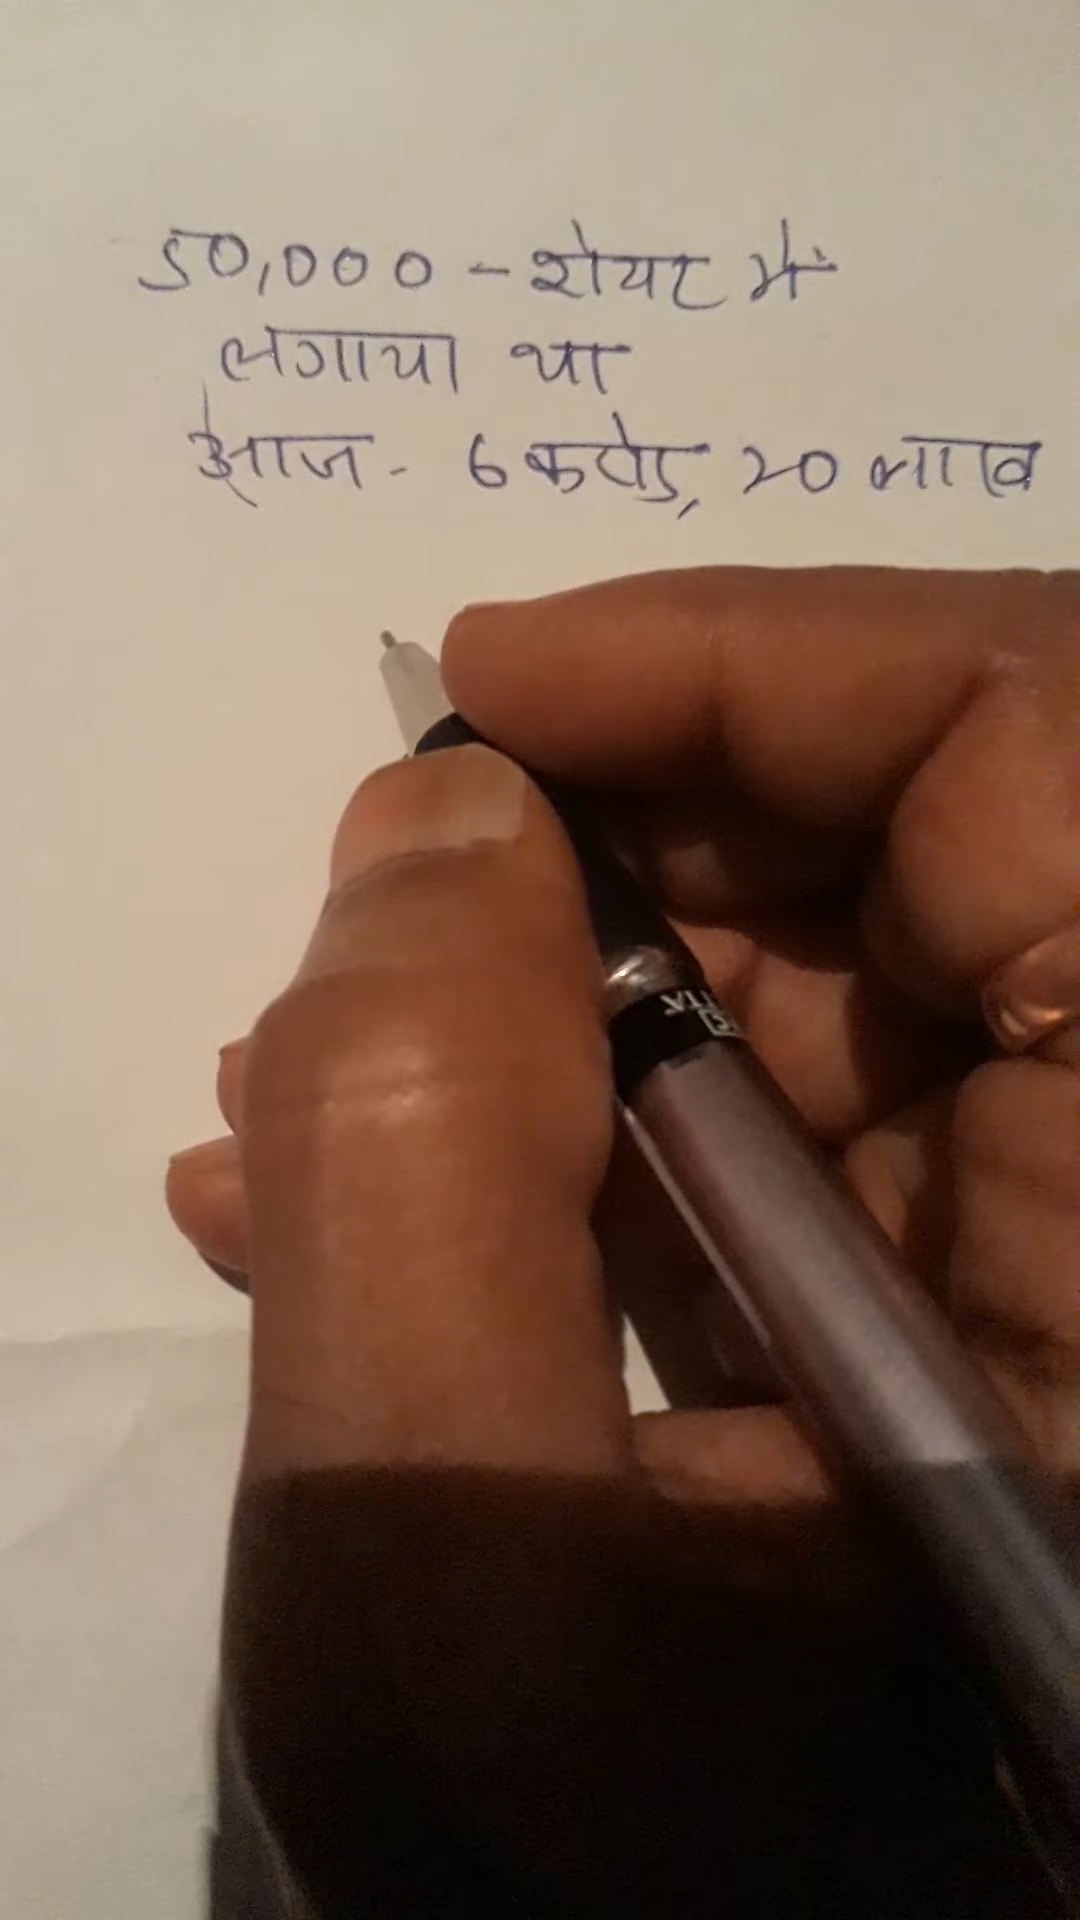 50,000 - शेयर में
लगाया था
आज - 6 करोड़, 20 लाख